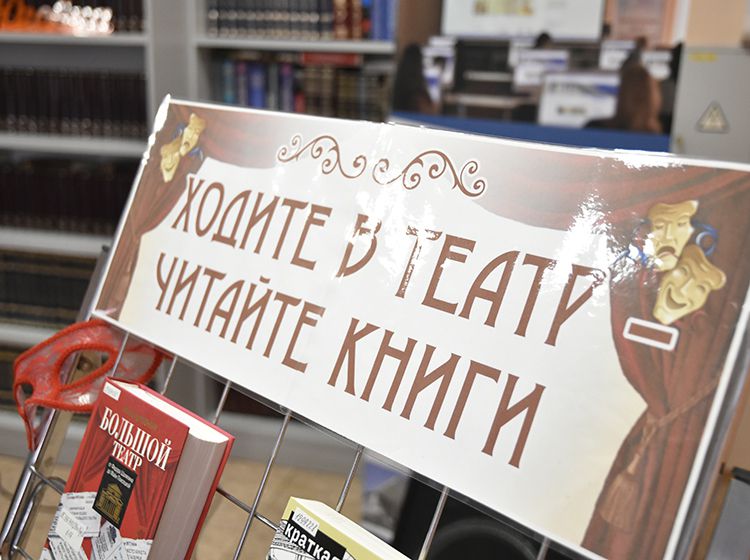 ХОДИТЕ В ТЕАТР -
ЧИТАЙТЕ КНИГИ
БОЛЬШОЙ
ТЕАТР
краткая